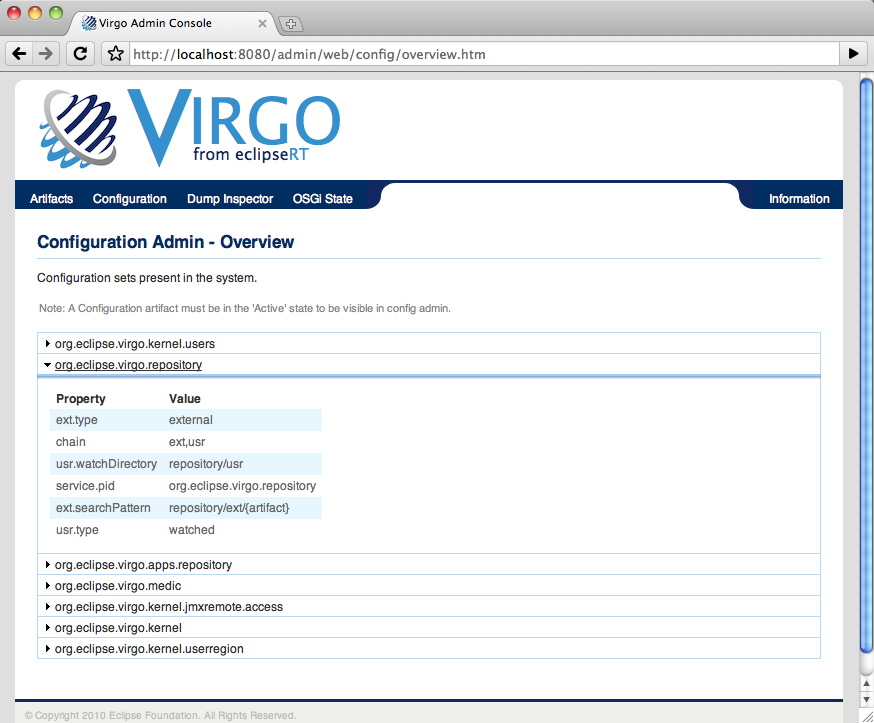 Virgo Admin Console
http://localhost:8080/admin/web/config/overview.htm
VIRGO
from eclipseRT
Artifacts Configuration Dump Inspector OSGi State Information
Configuration Admin - Overview
Configuration sets present in the system.
Note: A Configuration artifact must be in the 'Active' state to be visible in config admin.
org.eclipse.virgo.kernel.users
org.eclipse.virgo.repository
Property Value
ext.type external
chain ext,usr
usr.watchDirectory repository/usr
service.pid org.eclipse.virgo.repository
ext.searchPattern repository/ext/{artifact}
usr.type watched
org.eclipse.virgo.apps.repository
org.eclipse.virgo.medic
org.eclipse.virgo.kernel.jmxremote.access
org.eclipse.virgo.kernel
org.eclipse.virgo.kernel.userregion
© Copyright 2010 Eclipse Foundation. All Rights Reserved.